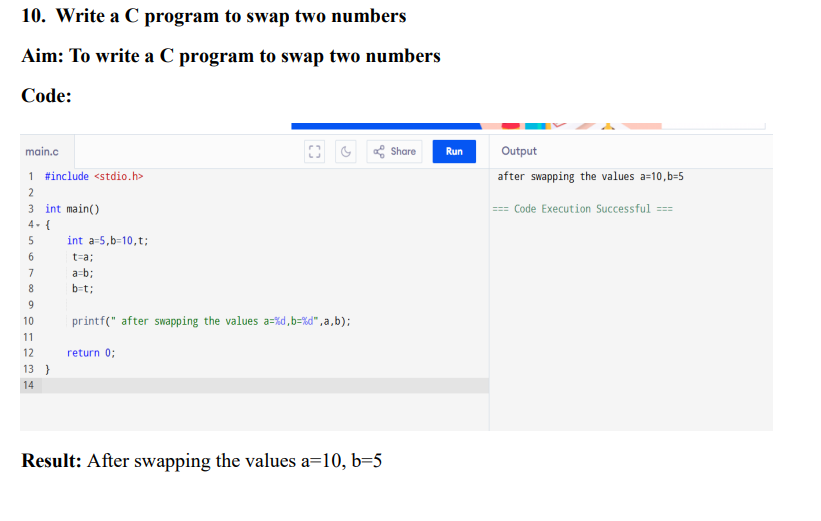 10. Write a C program to swap two numbers
Aim: To write a C program to swap two numbers
Code:
main.c
Share
Run
Output
1 #include <stdio.h>
2
3 int main()
4 {
5 int a=5,b=10,t;
6 t=a;
7 a=b;
8 b=t;
9
10 printf(" after swapping the values a=%d,b=%d",a,b);
11
12 return 0;
13 }
14
after swapping the values a=10,b=5
=== Code Execution Successful ===
Result: After swapping the values a=10, b=5